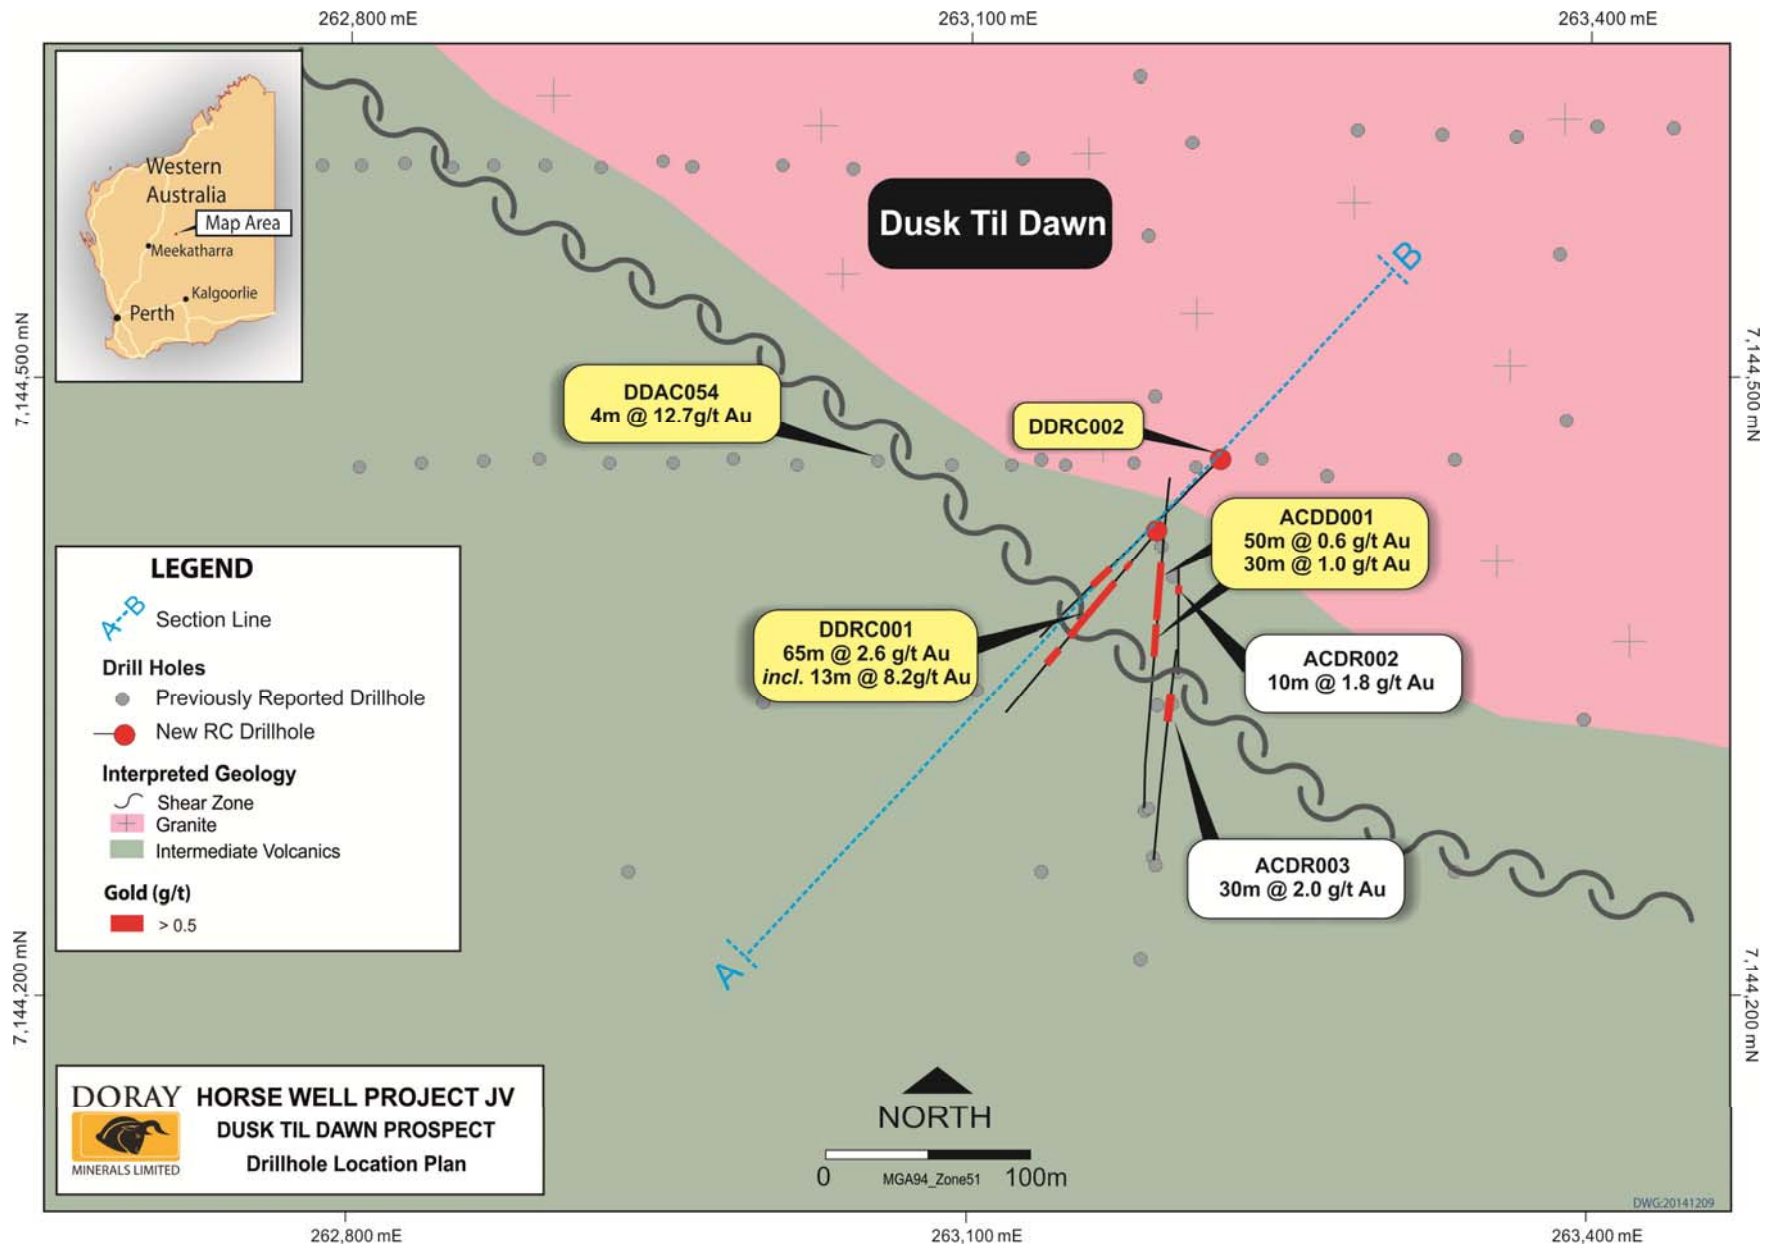 262,800 mE
263,100 mE
263,400 mE
Western
Australia
Map Area
Meekatharra
Kalgoorlie
Perth
Dusk Til Dawn
B
7,144,500 mN
7,144,500 mN
DDAC054
4m @ 12.7g/t Au
DDRC002
ACDD001
50m @ 0.6 g/t Au
30m @ 1.0 g/t Au
DDRC001
65m @ 2.6 g/t Au
incl. 13m @ 8.2g/t Au
ACDR002
10m @ 1.8 g/t Au
ACDR003
30m @ 2.0 g/t Au
A
LEGEND
A--B Section Line
Drill Holes
Previously Reported Drillhole
New RC Drillhole
Interpreted Geology
Shear Zone
Granite
Intermediate Volcanics
Gold (g/t)
> 0.5
7,144,200 mN
7,144,200 mN
DORAY
MINERALS LIMITED
HORSE WELL PROJECT JV
DUSK TIL DAWN PROSPECT
Drillhole Location Plan
NORTH
0 MGA94_Zone51 100m
DWG:20141209
262,800 mE
263,100 mE
263,400 mE